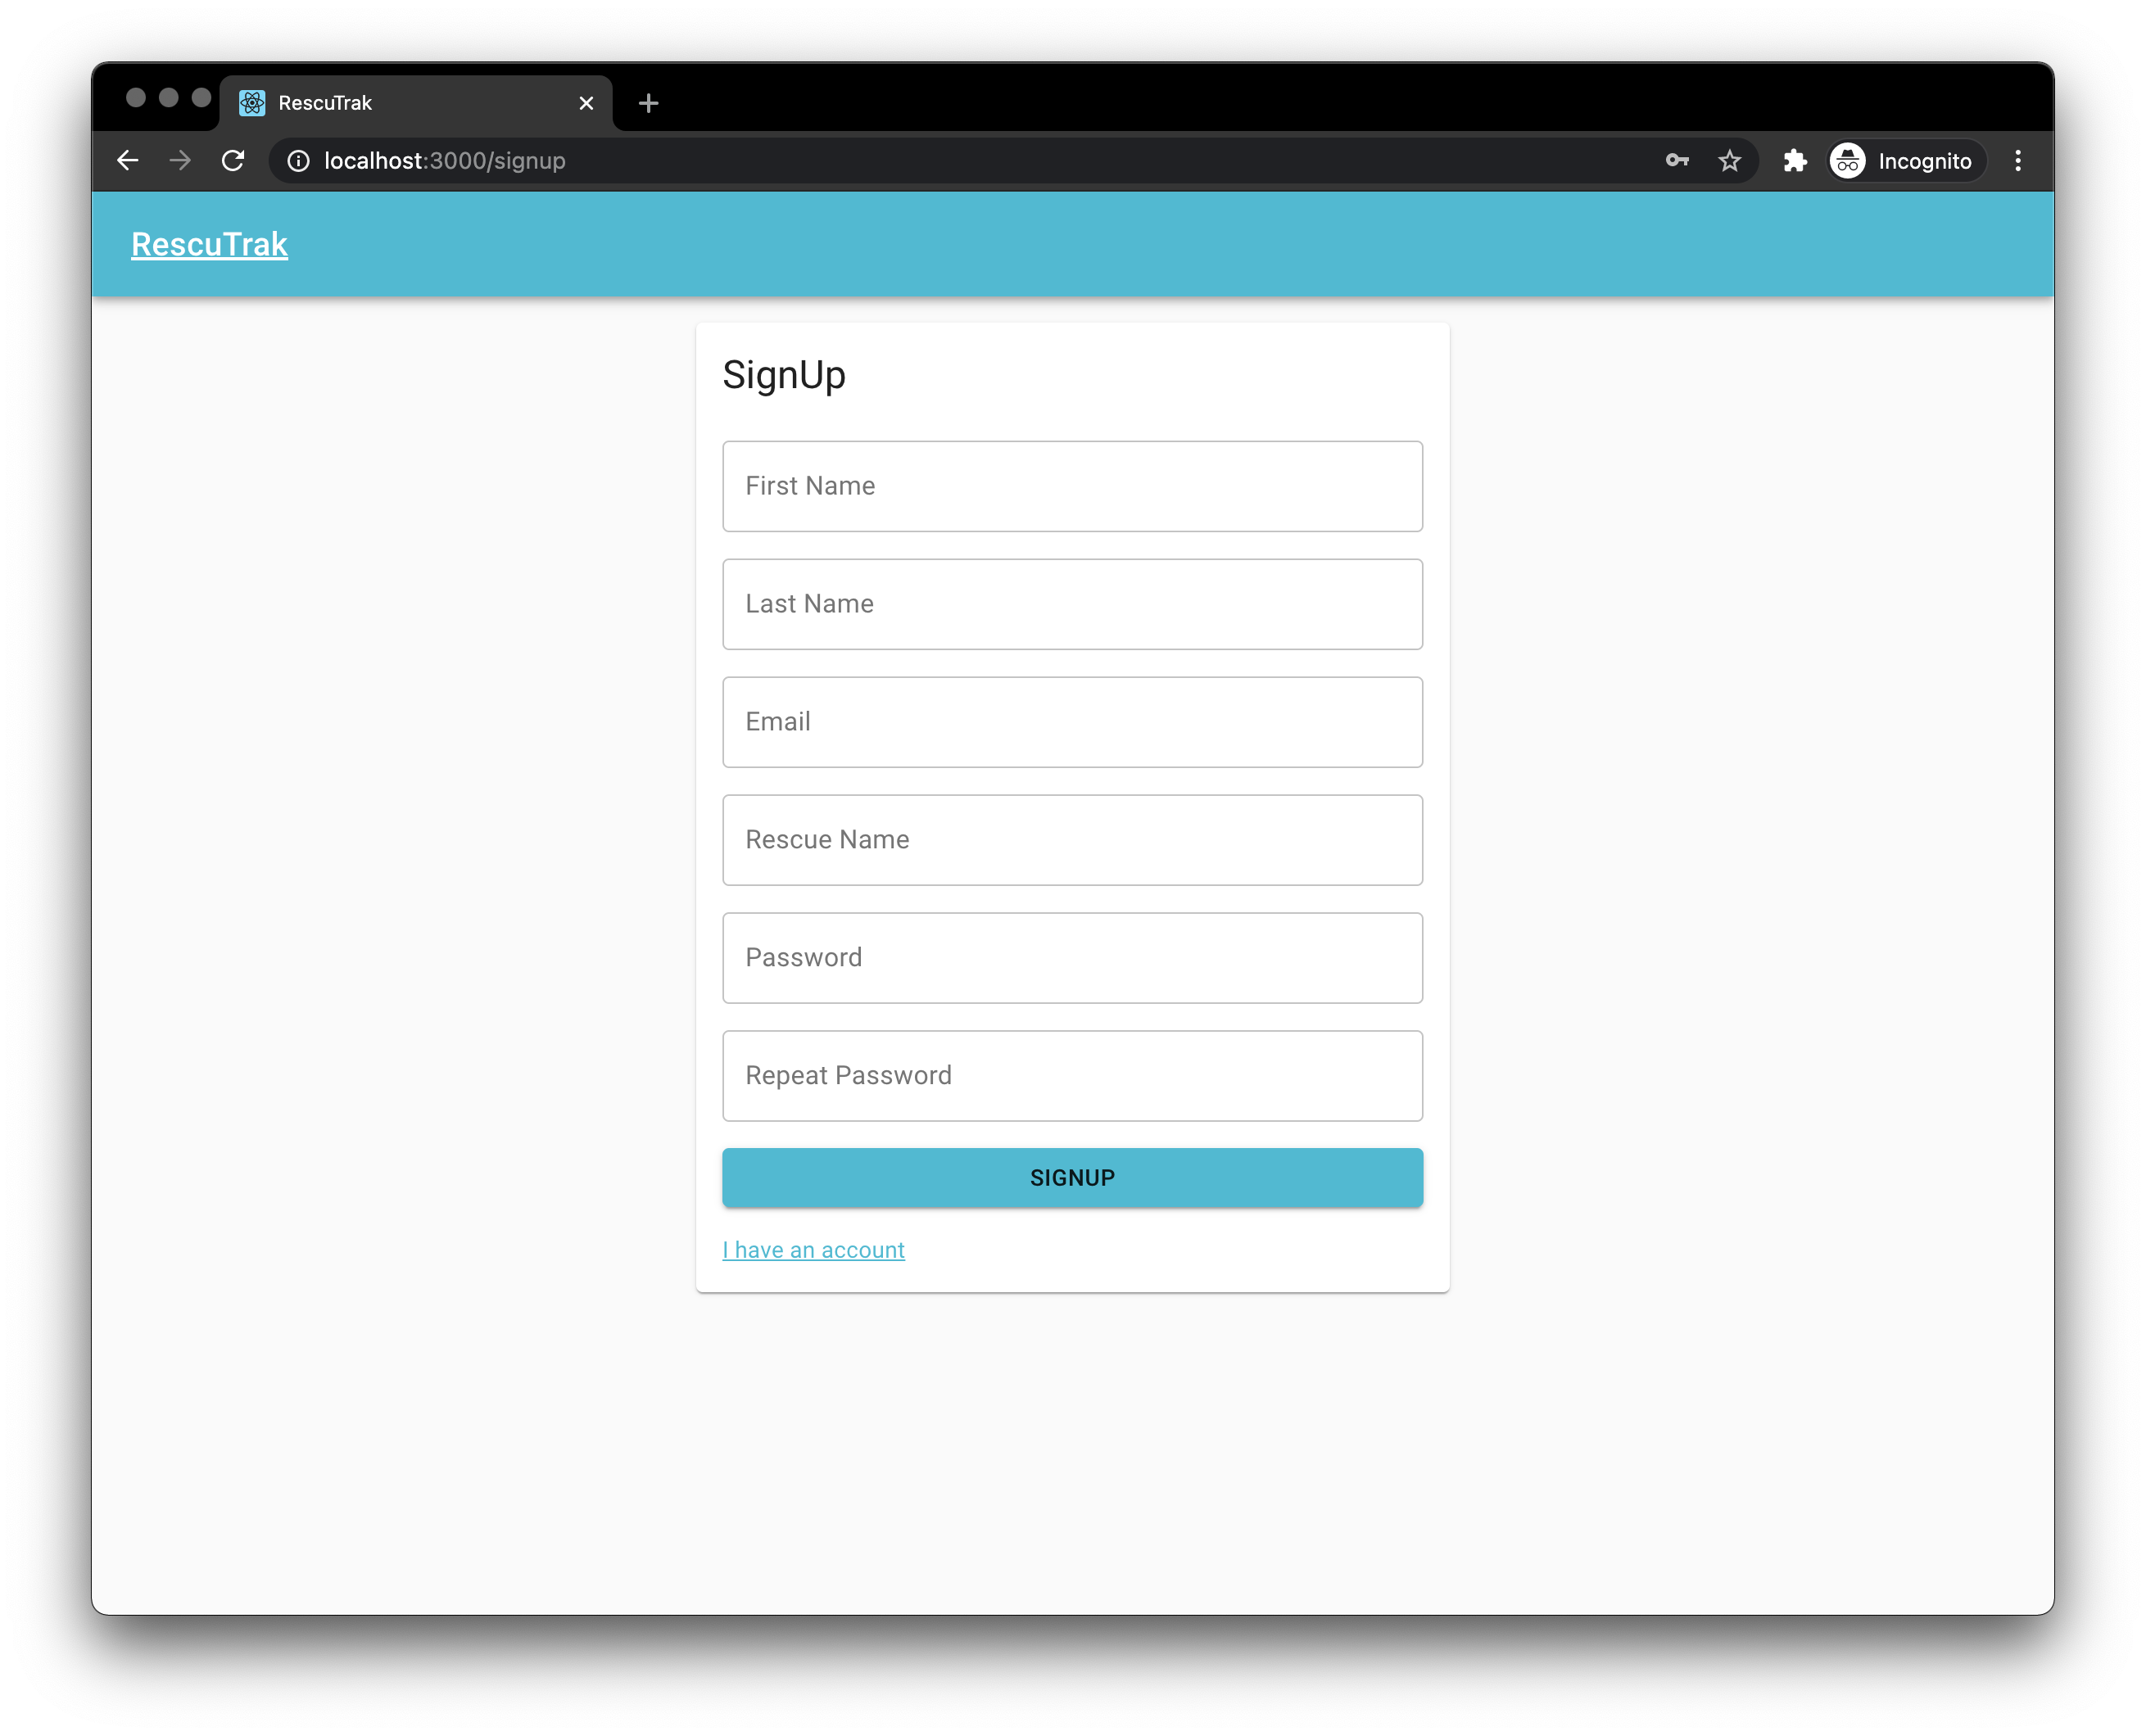 RescuTrak
localhost:3000/signup
Incognito
RescuTrak
SignUp
First Name
Last Name
Email
Rescue Name
Password
Repeat Password
SIGNUP
I have an account